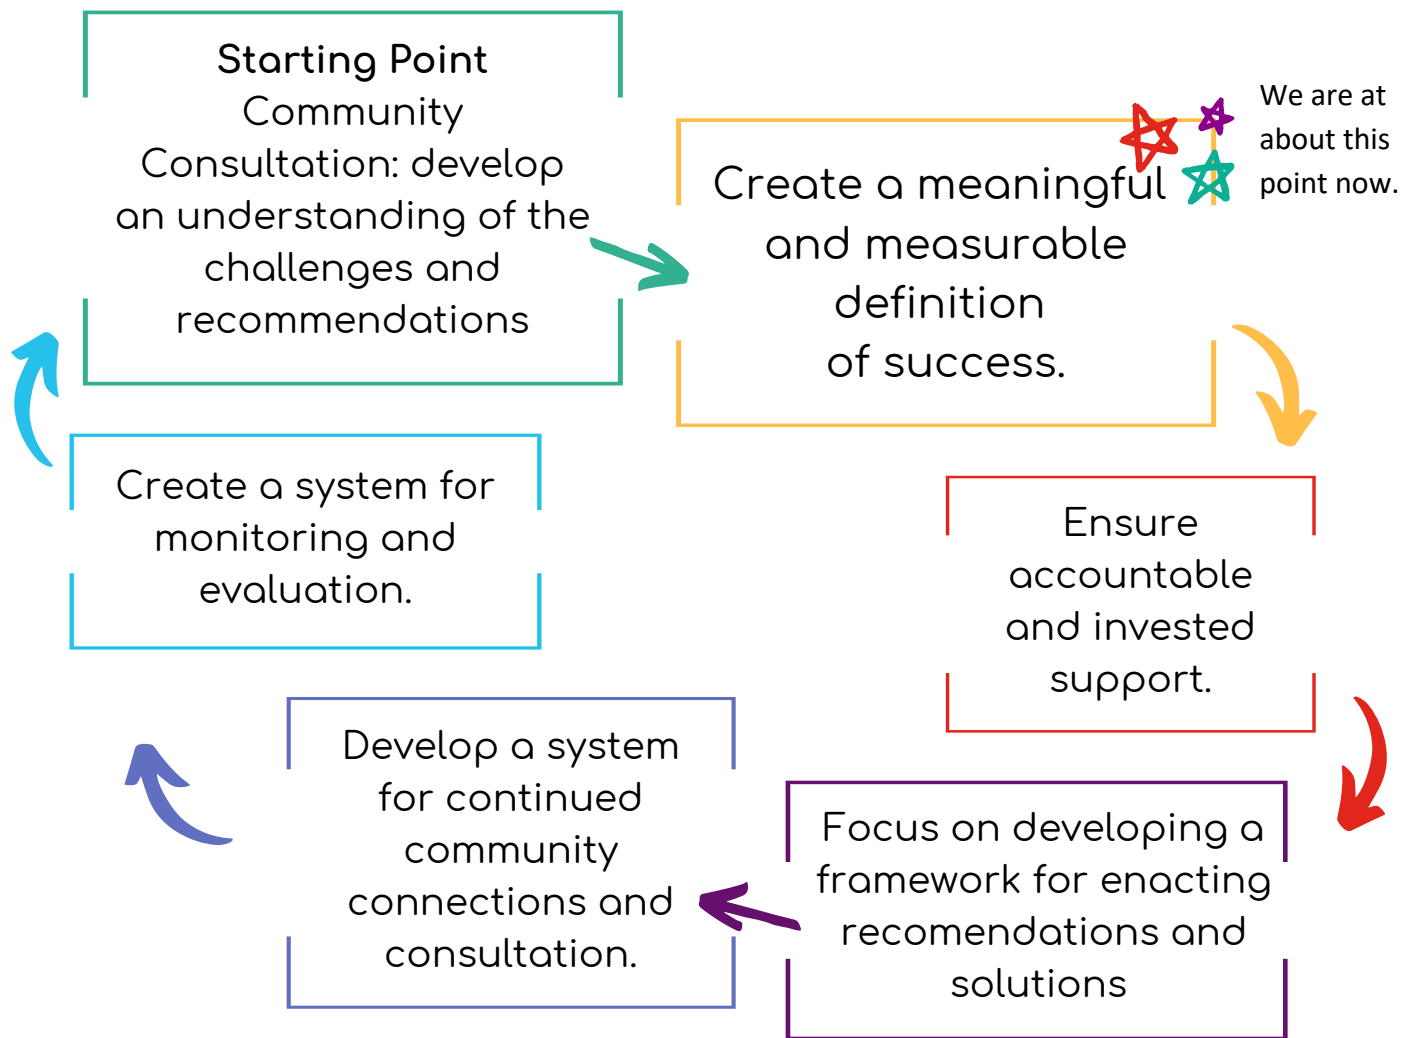 Starting Point
Community
Consultation: develop
an understanding of the
challenges and
recommendations
We are at
about this
point now.
Create a meaningful
and measurable
definition
of success.
Ensure
accountable
and invested
support.
Focus on developing a
framework for enacting
recomendations and
solutions
Develop a system
for continued
community
connections and
consultation.
Create a system for
monitoring and
evaluation.